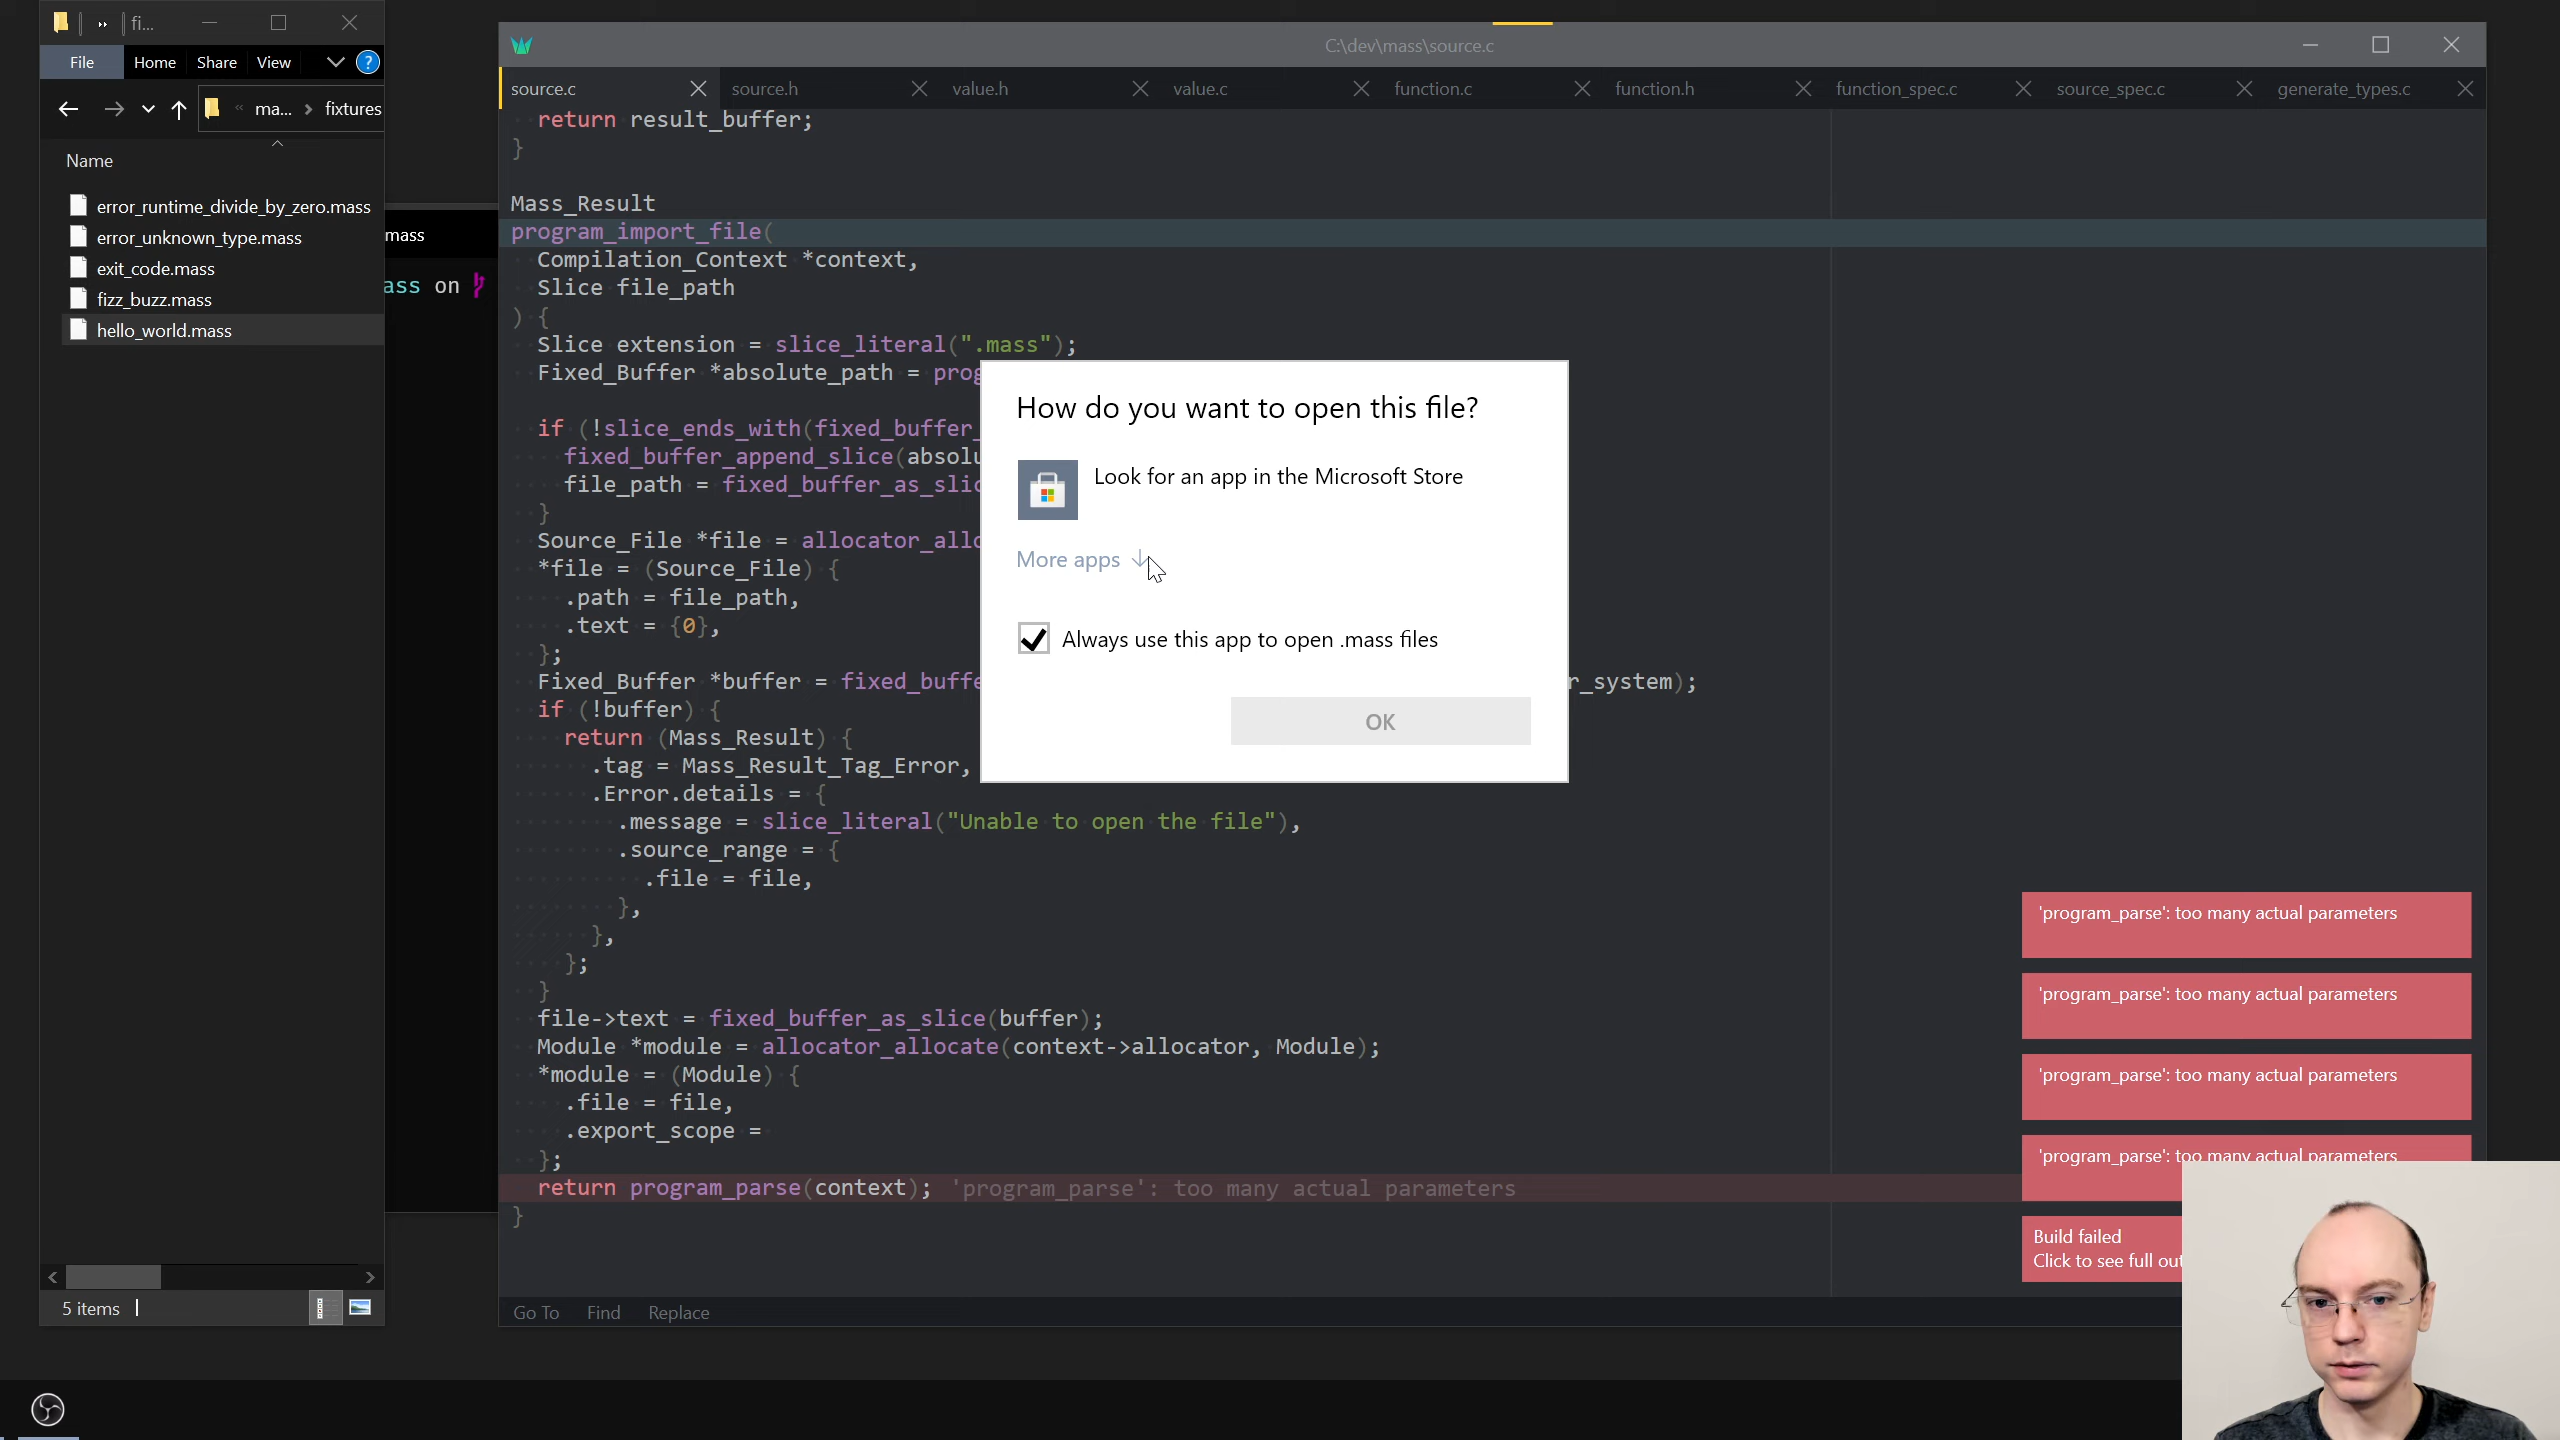 fi...
File Home Share View ?
« ma... > fixtures
Name
error_runtime_divide_by_zero.mass
error_unknown_type.mass
exit_code.mass
fizz_buzz.mass
hello_world.mass
5 items
mass
ass on
C:\dev\mass\source.c
source.c source.h value.h value.c function.c function.h function_spec.c source_spec.c generate_types.c
return result_buffer;
}
Mass_Result
program_import_file(
Compilation_Context *context,
Slice file_path
) {
Slice extension = slice_literal(".mass");
Fixed_Buffer *absolute_path = prog
if (!slice_ends_with(fixed_buffer_
fixed_buffer_append_slice(absolu
file_path = fixed_buffer_as_slic
}
Source_File *file = allocator_allo
*file = (Source_File) {
.path = file_path,
.text = {0},
};
Fixed_Buffer *buffer = fixed_buffe r_system);
if (!buffer) {
return (Mass_Result) {
.tag = Mass_Result_Tag_Error,
.Error.details = {
.message = slice_literal("Unable to open the file"),
.source_range = {
.file = file,
},
},
};
}
file->text = fixed_buffer_as_slice(buffer);
Module *module = allocator_allocate(context->allocator, Module);
*module = (Module) {
.file = file,
.export_scope =
};
return program_parse(context); 'program_parse': too many actual parameters
}
Go To Find Replace
How do you want to open this file?
Look for an app in the Microsoft Store
More apps ↓
Always use this app to open .mass files
OK
'program_parse': too many actual parameters
'program_parse': too many actual parameters
'program_parse': too many actual parameters
'program_parse': too many actual parameters
Build failed
Click to see full out